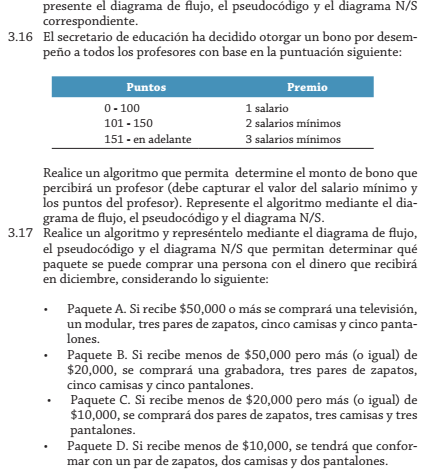 presente el diagrama de flujo, el pseudocódigo y el diagrama N/S
correspondiente.
3.16 El secretario de educación ha decidido otorgar un bono por desem-
peño a todos los profesores con base en la puntuación siguiente:
Puntos Premio
0 - 100 1 salario
101 - 150 2 salarios mínimos
151 - en adelante 3 salarios mínimos
Realice un algoritmo que permita determine el monto de bono que
percibirá un profesor (debe capturar el valor del salario mínimo y
los puntos del profesor). Represente el algoritmo mediante el dia-
grama de flujo, el pseudocódigo y el diagrama N/S.
3.17 Realice un algoritmo y represéntelo mediante el diagrama de flujo,
el pseudocódigo y el diagrama N/S que permitan determinar qué
paquete se puede comprar una persona con el dinero que recibirá
en diciembre, considerando lo siguiente:
• Paquete A. Si recibe $50,000 o más se comprará una televisión,
un modular, tres pares de zapatos, cinco camisas y cinco panta-
lones.
• Paquete B. Si recibe menos de $50,000 pero más (o igual) de
$20,000, se comprará una grabadora, tres pares de zapatos,
cinco camisas y cinco pantalones.
• Paquete C. Si recibe menos de $20,000 pero más (o igual) de
$10,000, se comprará dos pares de zapatos, tres camisas y tres
pantalones.
• Paquete D. Si recibe menos de $10,000, se tendrá que confor-
mar con un par de zapatos, dos camisas y dos pantalones.